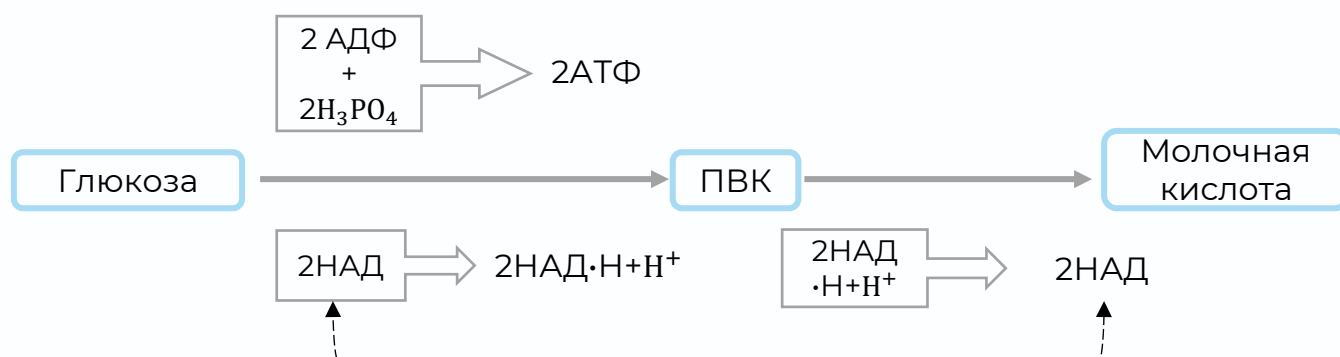 2 АДФ
+
2H₃PO₄
2АТФ
Глюкоза
ПВК
Молочная
кислота
2НАД
2НАД·Н+H⁺
2НАД
·Н+H⁺
2НАД